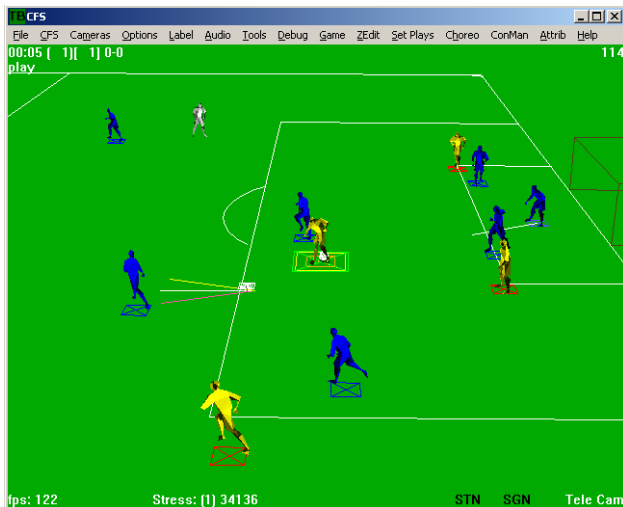 TB CFS
File CFS Cameras Options Label Audio Tools Debug Game ZEdit Set Plays Choreo ConMan Attrib Help
00:05 [ 1][ 1] 0-0 114
play
fps: 122 Stress: [1] 34136 STN SGN Tele Cam